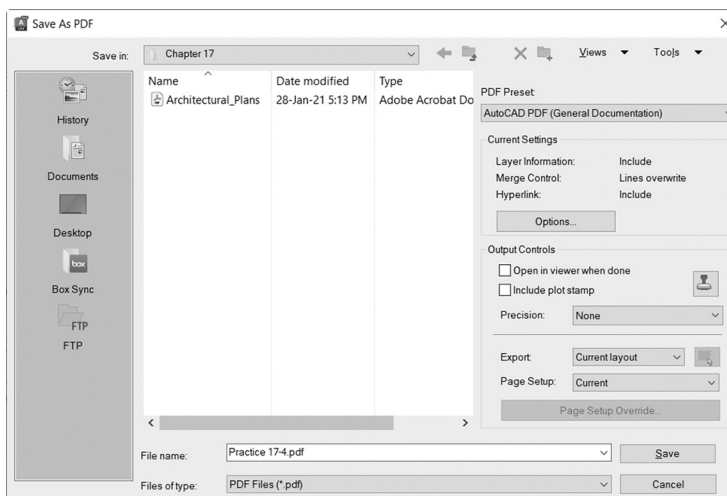 Save As PDF
Save in: Chapter 17 Views Tools
History
Documents
Desktop
box
Box Sync
FTP
FTP
Name Date modified Type
Architectural_Plans 28-Jan-21 5:13 PM Adobe Acrobat Do
PDF Preset:
AutoCAD PDF (General Documentation)
Current Settings
Layer Information: Include
Merge Control: Lines overwrite
Hyperlink: Include
Options...
Output Controls
Open in viewer when done
Include plot stamp
Precision: None
Export: Current layout
Page Setup: Current
Page Setup Override...
File name: Practice 17-4.pdf Save
Files of type: PDF Files (*.pdf) Cancel